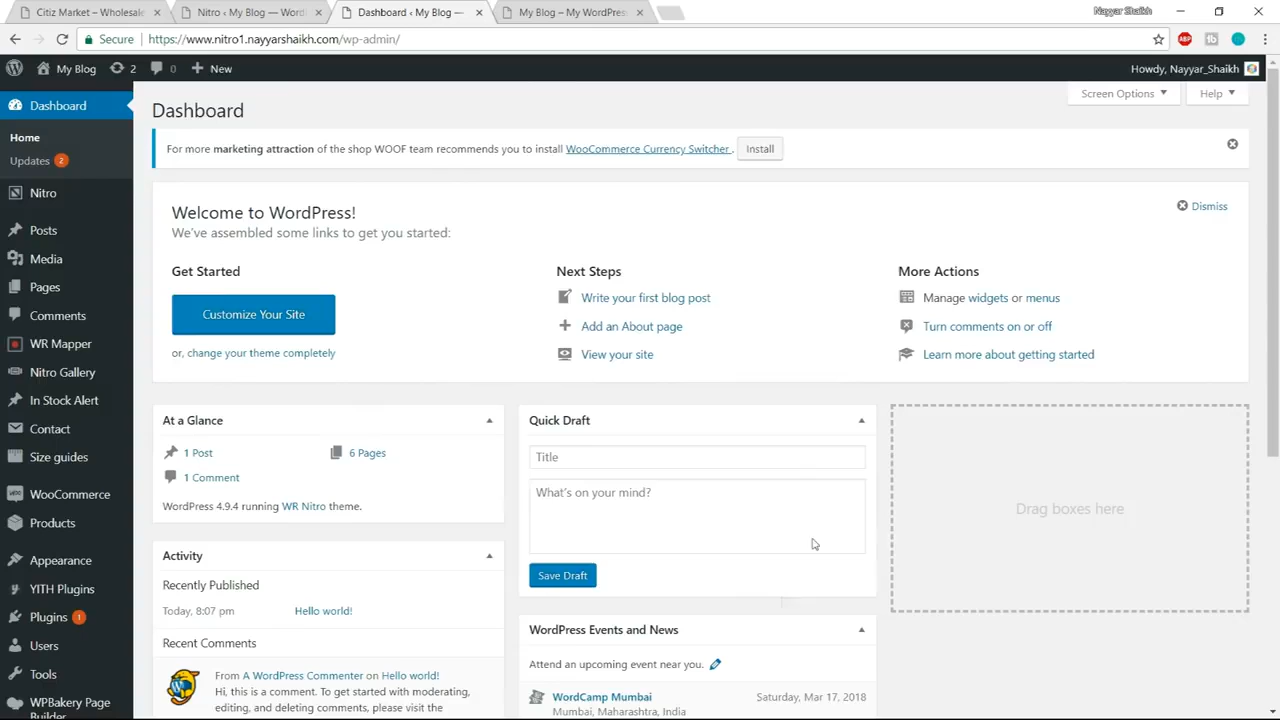 Citiz Market – Wholesale
Nitro ‹ My Blog — Word
Dashboard ‹ My Blog —
My Blog – My WordPress
Nayyar Shaikh
Secure
https://www.nitro1.nayyarshaikh.com/wp-admin/
ABP
My Blog
2
0
New
Howdy, Nayyar_Shaikh
Dashboard
Home
Updates 2
Nitro
Posts
Media
Pages
Comments
WR Mapper
Nitro Gallery
In Stock Alert
Contact
Size guides
WooCommerce
Products
Appearance
YITH Plugins
Plugins 1
Users
Tools
WPBakery Page
Builder
Screen Options
Help
Dashboard
For more marketing attraction of the shop WOOF team recommends you to install WooCommerce Currency Switcher . Install
Welcome to WordPress!
Dismiss
We've assembled some links to get you started:
Get Started
Customize Your Site
or, change your theme completely
Next Steps
Write your first blog post
Add an About page
View your site
More Actions
Manage widgets or menus
Turn comments on or off
Learn more about getting started
At a Glance
1 Post
6 Pages
1 Comment
WordPress 4.9.4 running WR Nitro theme.
Activity
Recently Published
Today, 8:07 pm
Hello world!
Recent Comments
From A WordPress Commenter on Hello world!
Hi, this is a comment. To get started with moderating,
editing, and deleting comments, please visit the
Quick Draft
Title
What's on your mind?
Save Draft
WordPress Events and News
Attend an upcoming event near you.
WordCamp Mumbai
Saturday, Mar 17, 2018
Mumbai, Maharashtra, India
Drag boxes here